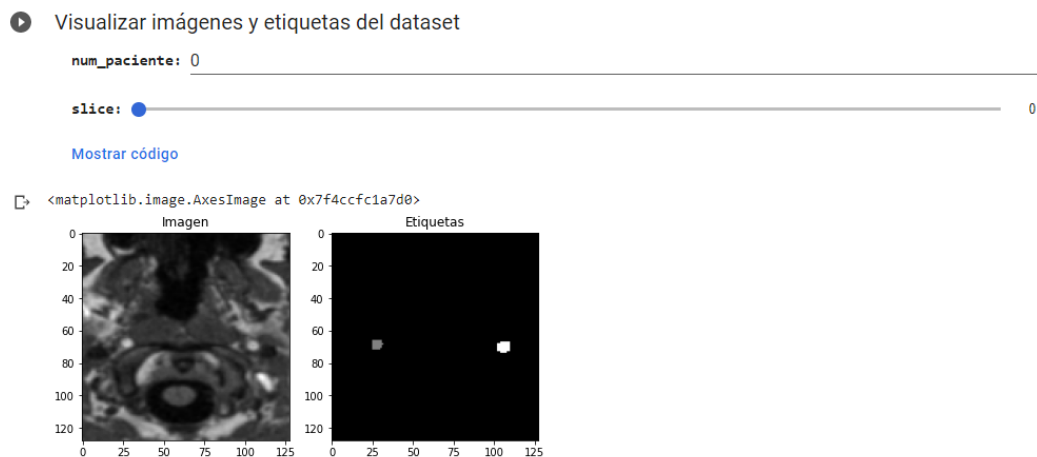 Visualizar imágenes y etiquetas del dataset
num_paciente: 0
slice: 0
Mostrar código
<matplotlib.image.AxesImage at 0x7f4ccfc1a7d0>
Imagen
Etiquetas
0
20
40
60
80
100
120
0 25 50 75 100 125
0
20
40
60
80
100
120
0 25 50 75 100 125